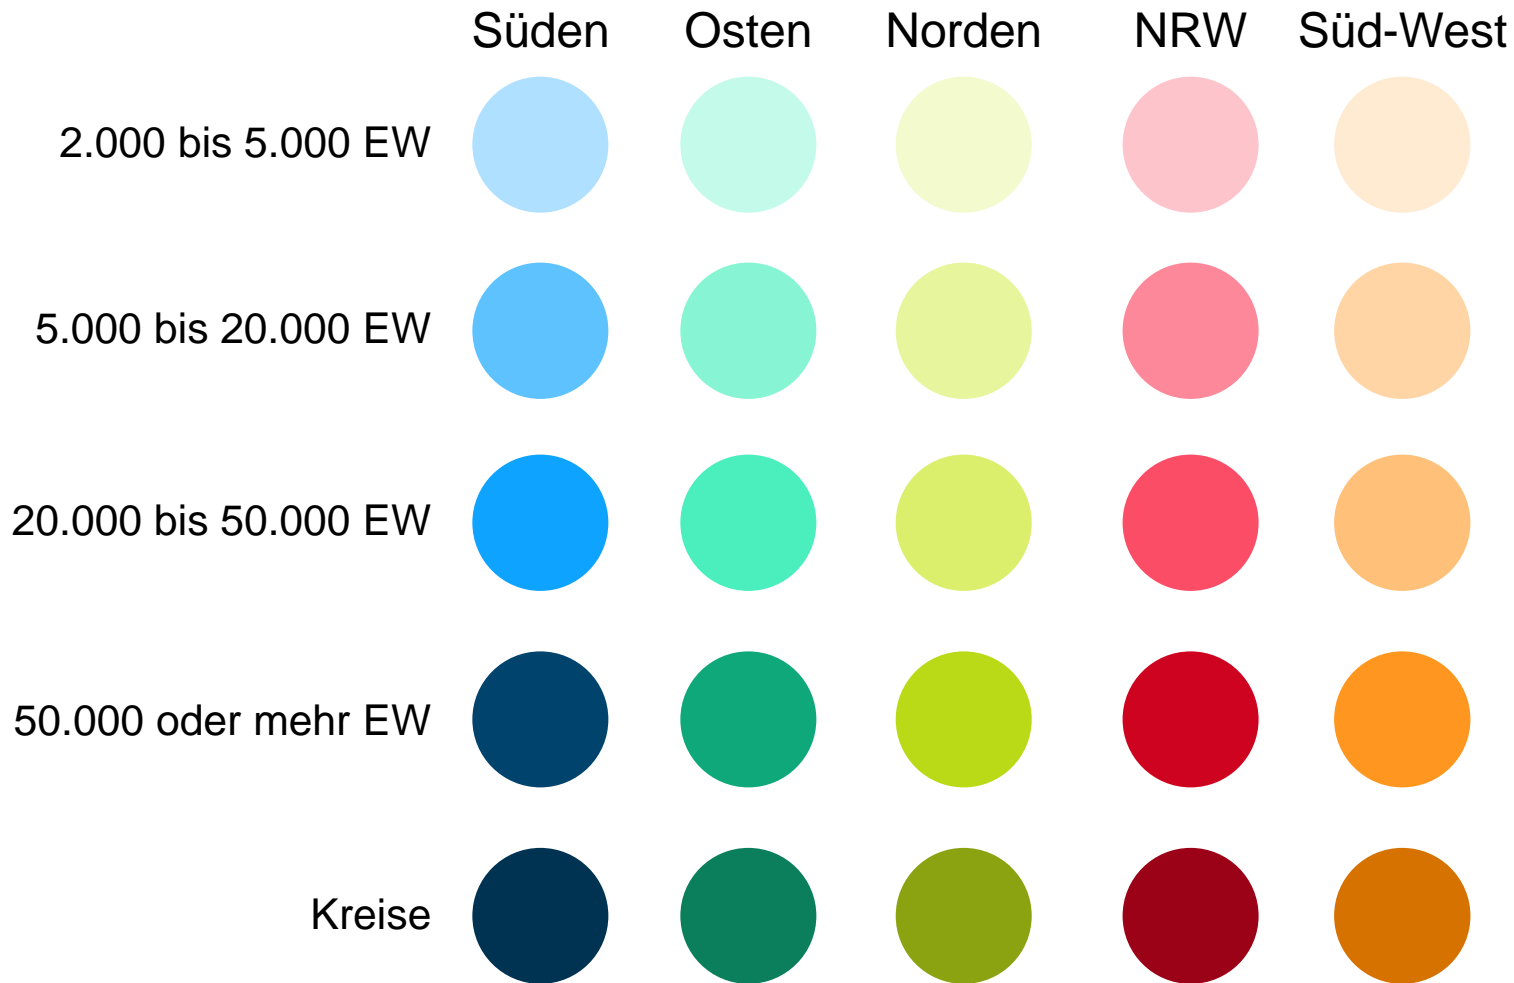 Süden Osten Norden NRW Süd-West
2.000 bis 5.000 EW
5.000 bis 20.000 EW
20.000 bis 50.000 EW
50.000 oder mehr EW
Kreise